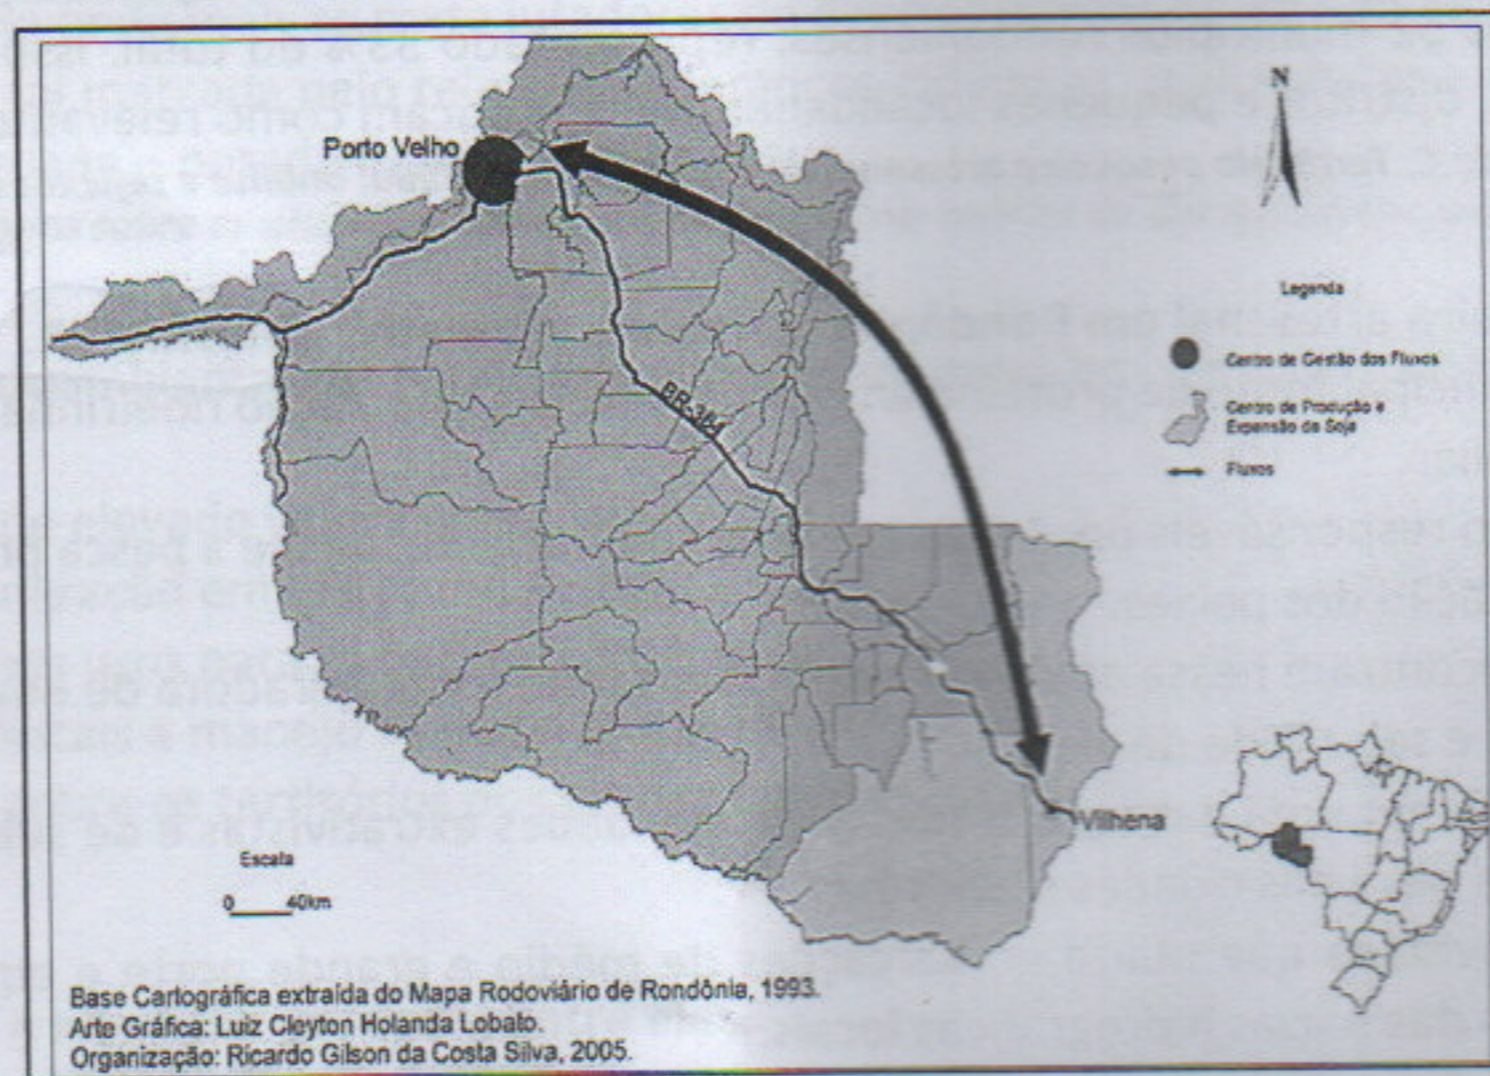 Porto Velho
N
Legenda
Centro de Gestão dos Fluxos
Centro de Produção e
Expansão da Soja
Fluxos
BR-364
Vilhena
Escala
0 40km
Base Cartográfica extraída do Mapa Rodoviário de Rondônia, 1993.
Arte Gráfica: Luiz Cleyton Holanda Lobato.
Organização: Ricardo Gilson da Costa Silva, 2005.